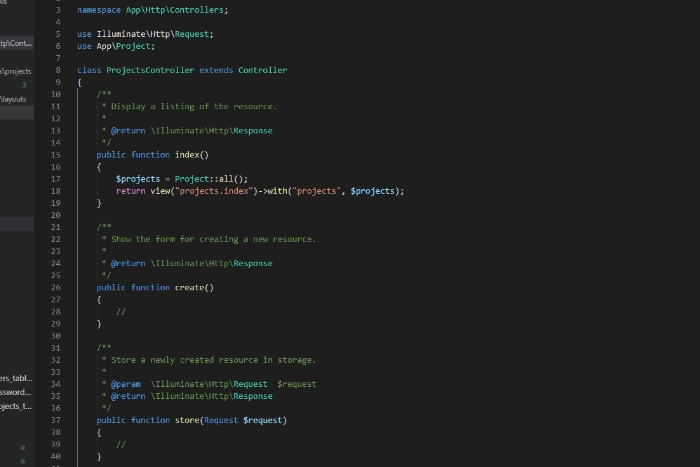 ws
3 namespace App\Http\Controllers;
4
5 use Illuminate\Http\Request;
tp\Cont... 6 use App\Project;
7
s\projects 8 class ProjectsController extends Controller
3 9 {
\layouts 10 /**
11 * Display a listing of the resource.
12 *
13 * @return \Illuminate\Http\Response
14 */
15 public function index()
16 {
17 $projects = Project::all();
18 return view("projects.index")->with("projects", $projects);
19 }
20
21 /**
22 * Show the form for creating a new resource.
23 *
24 * @return \Illuminate\Http\Response
25 */
26 public function create()
27 {
28 //
29 }
30
31 /**
32 * Store a newly created resource in storage.
ers_tabl... 33 *
ssword... 34 * @param \Illuminate\Http\Request $request
35 * @return \Illuminate\Http\Response
ojects_t... 36 */
37 public function store(Request $request)
38 {
39 //
40 }